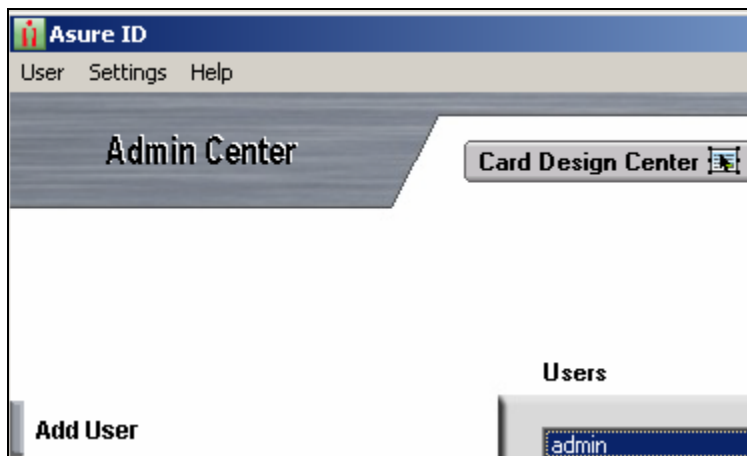 Asure ID
User Settings Help
Admin Center
Card Design Center
Users
Add User
admin